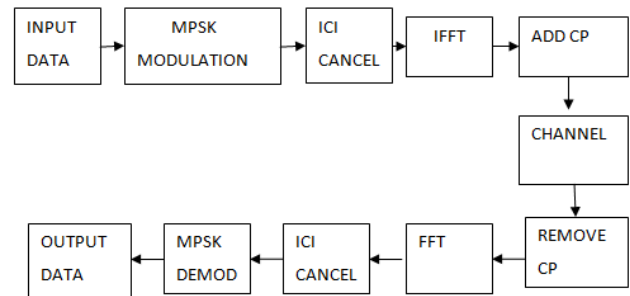 INPUT
DATA
MPSK
MODULATION
ICI
CANCEL
IFFT
ADD CP
CHANNEL
REMOVE
CP
FFT
ICI
CANCEL
MPSK
DEMOD
OUTPUT
DATA